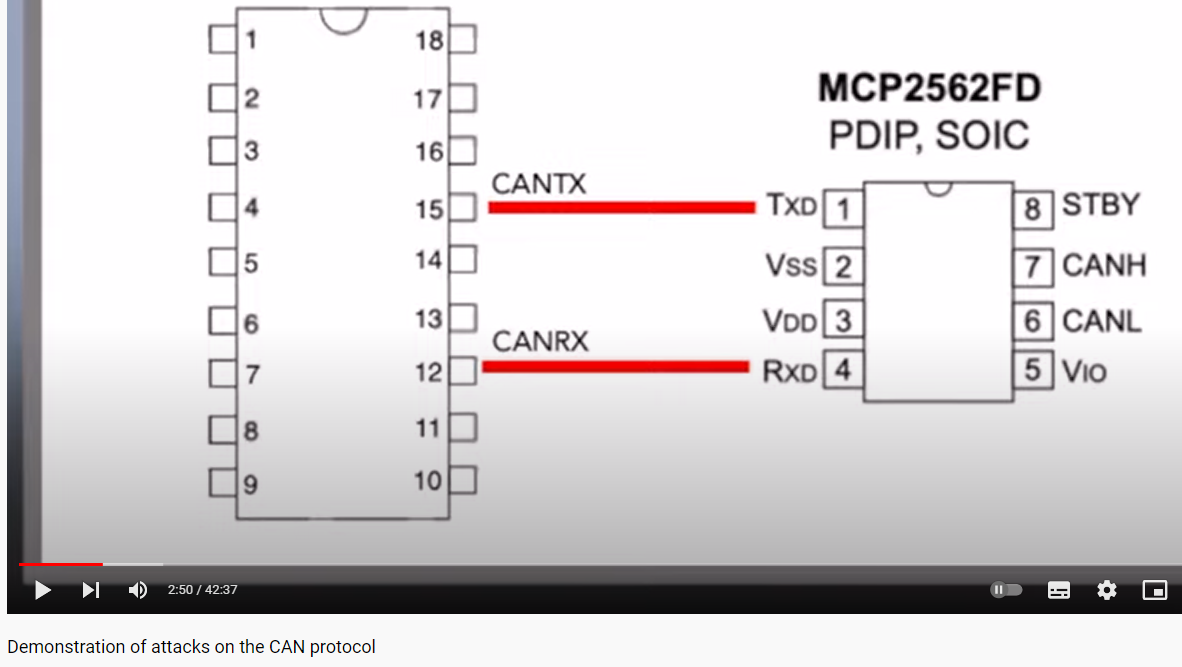 1 18
2 17
3 16
4 15
5 14
6 13
7 12
8 11
9 10
CANTX
CANRX
MCP2562FD
PDIP, SOIC
TXD 1 8 STBY
VSS 2 7 CANH
VDD 3 6 CANL
RXD 4 5 VIO
2:50 / 42:37
Demonstration of attacks on the CAN protocol